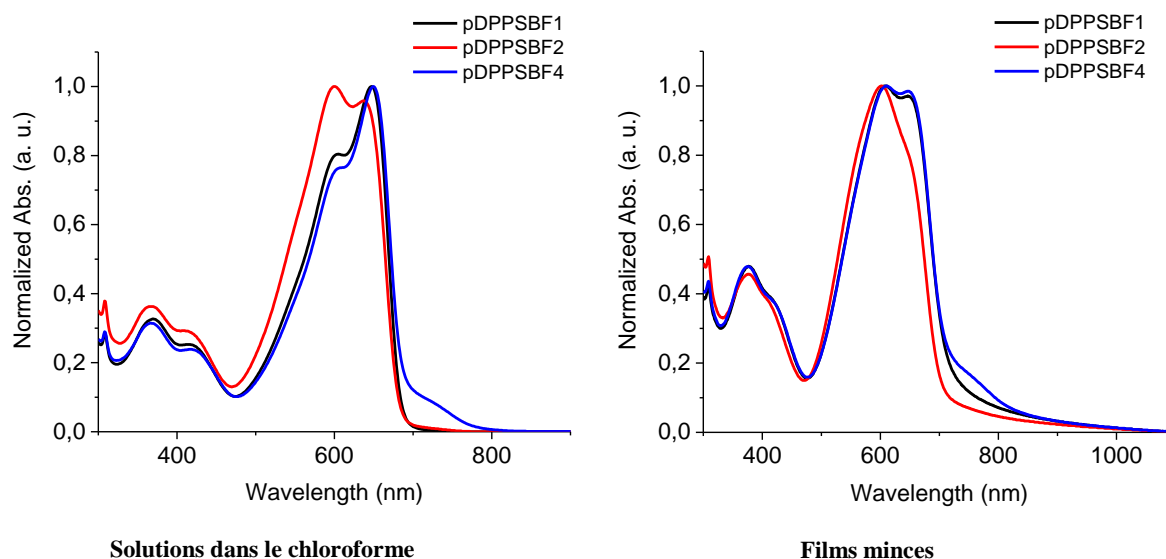 pDPPSBF1
pDPPSBF2
pDPPSBF4
1,0
0,8
0,6
0,4
0,2
0,0
Normalized Abs. (a. u.)
400 600 800
Wavelength (nm)
Solutions dans le chloroforme
pDPPSBF1
pDPPSBF2
pDPPSBF4
1,0
0,8
0,6
0,4
0,2
0,0
Normalized Abs. (a. u.)
400 600 800 1000
Wavelength (nm)
Films minces